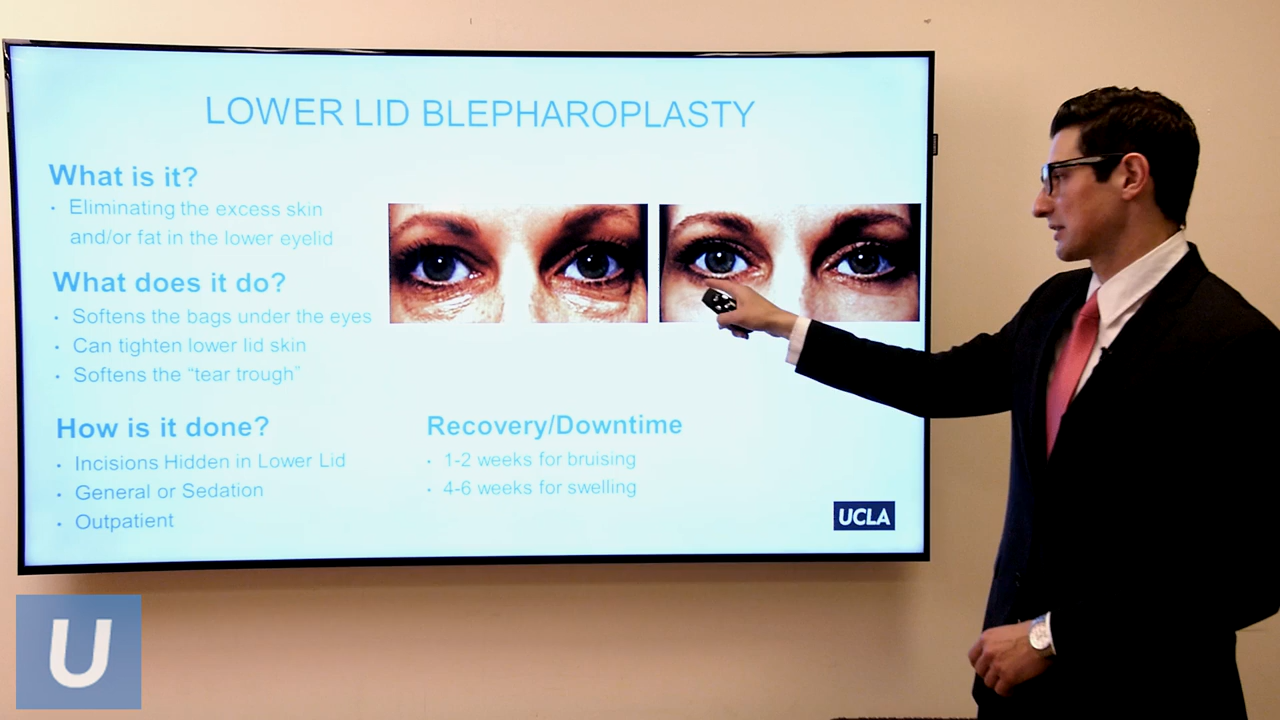 LOWER LID BLEPHAROPLASTY
What is it?
· Eliminating the excess skin
and/or fat in the lower eyelid
What does it do?
· Softens the bags under the eyes
· Can tighten lower lid skin
· Softens the “tear trough”
How is it done?
· Incisions Hidden in Lower Lid
· General or Sedation
· Outpatient
Recovery/Downtime
· 1-2 weeks for bruising
· 4-6 weeks for swelling
UCLA
U